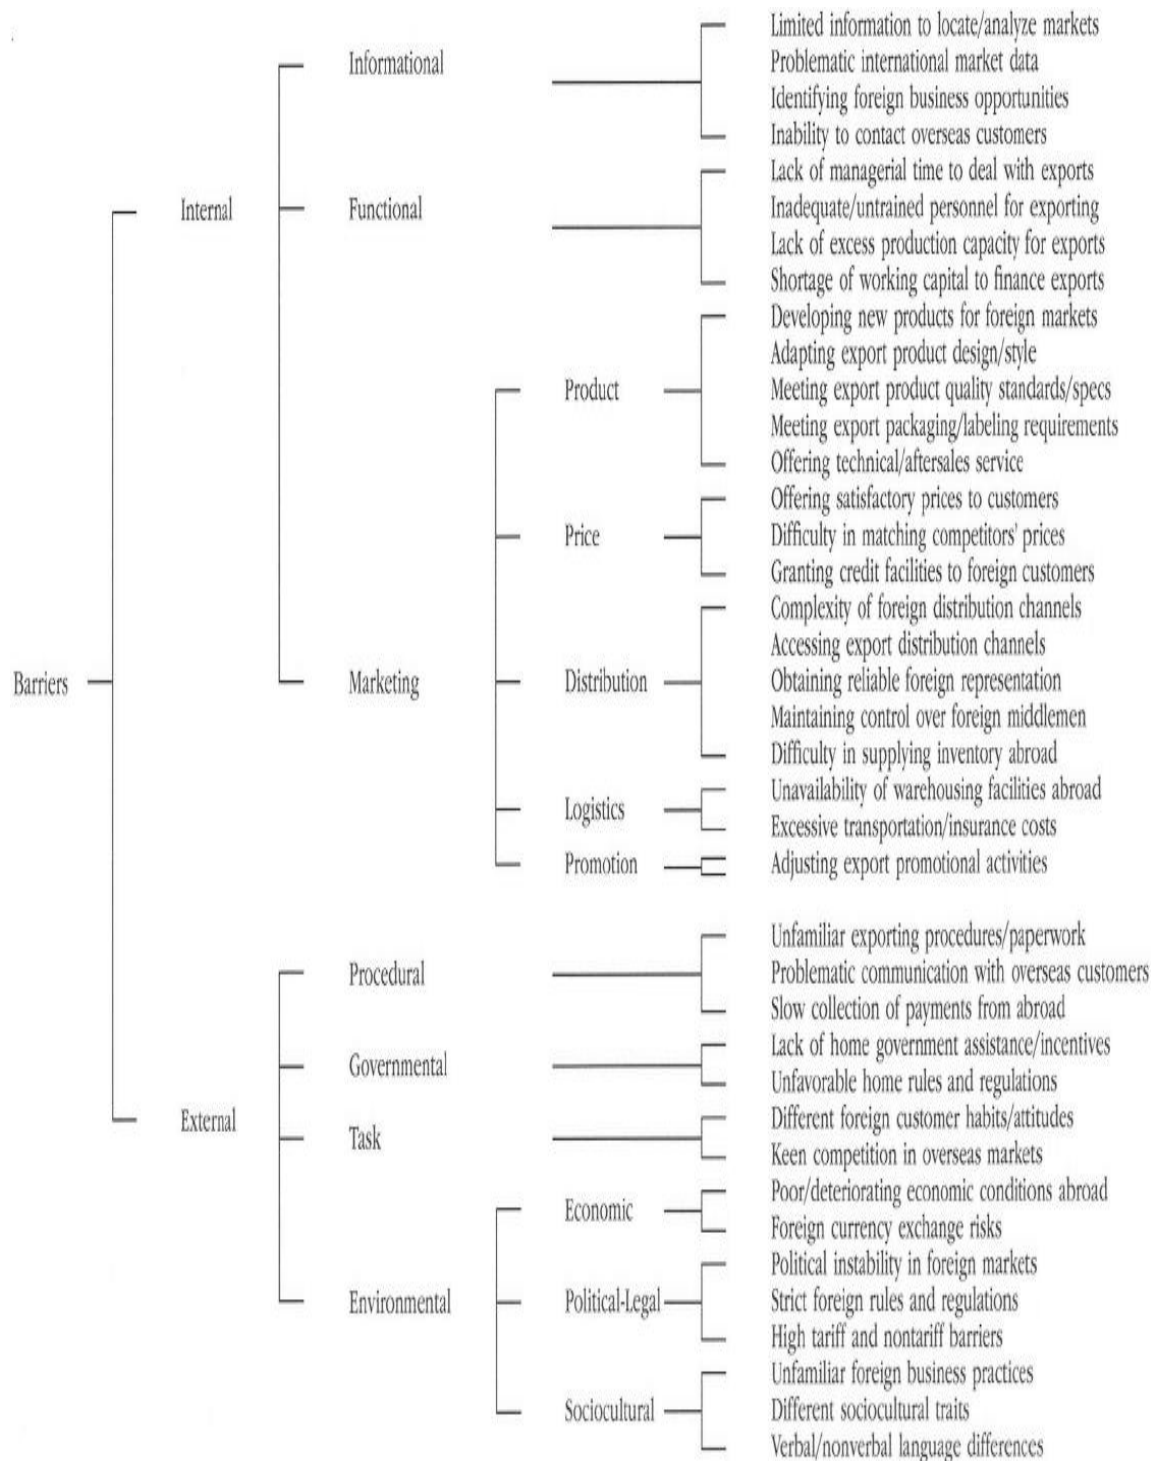 Barriers
Internal
Informational
Limited information to locate/analyze markets
Problematic international market data
Identifying foreign business opportunities
Inability to contact overseas customers
Functional
Lack of managerial time to deal with exports
Inadequate/untrained personnel for exporting
Lack of excess production capacity for exports
Shortage of working capital to finance exports
Marketing
Product
Developing new products for foreign markets
Adapting export product design/style
Meeting export product quality standards/specs
Meeting export packaging/labeling requirements
Offering technical/aftersales service
Price
Offering satisfactory prices to customers
Difficulty in matching competitors' prices
Granting credit facilities to foreign customers
Distribution
Complexity of foreign distribution channels
Accessing export distribution channels
Obtaining reliable foreign representation
Maintaining control over foreign middlemen
Difficulty in supplying inventory abroad
Logistics
Unavailability of warehousing facilities abroad
Excessive transportation/insurance costs
Promotion
Adjusting export promotional activities
External
Procedural
Unfamiliar exporting procedures/paperwork
Problematic communication with overseas customers
Slow collection of payments from abroad
Governmental
Lack of home government assistance/incentives
Unfavorable home rules and regulations
Task
Different foreign customer habits/attitudes
Keen competition in overseas markets
Environmental
Economic
Poor/deteriorating economic conditions abroad
Foreign currency exchange risks
Political-Legal
Political instability in foreign markets
Strict foreign rules and regulations
High tariff and nontariff barriers
Sociocultural
Unfamiliar foreign business practices
Different sociocultural traits
Verbal/nonverbal language differences